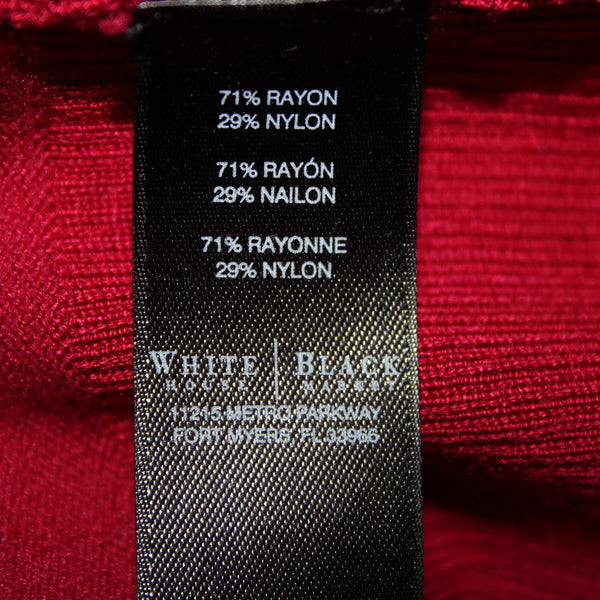 71% RAYON
29% NYLON
71% RAYÓN
29% NAILON
71% RAYONNE
29% NYLON
WHITE | BLACK
HOUSE MARKET
11215 METRO PARKWAY
FORT MYERS, FL 33966